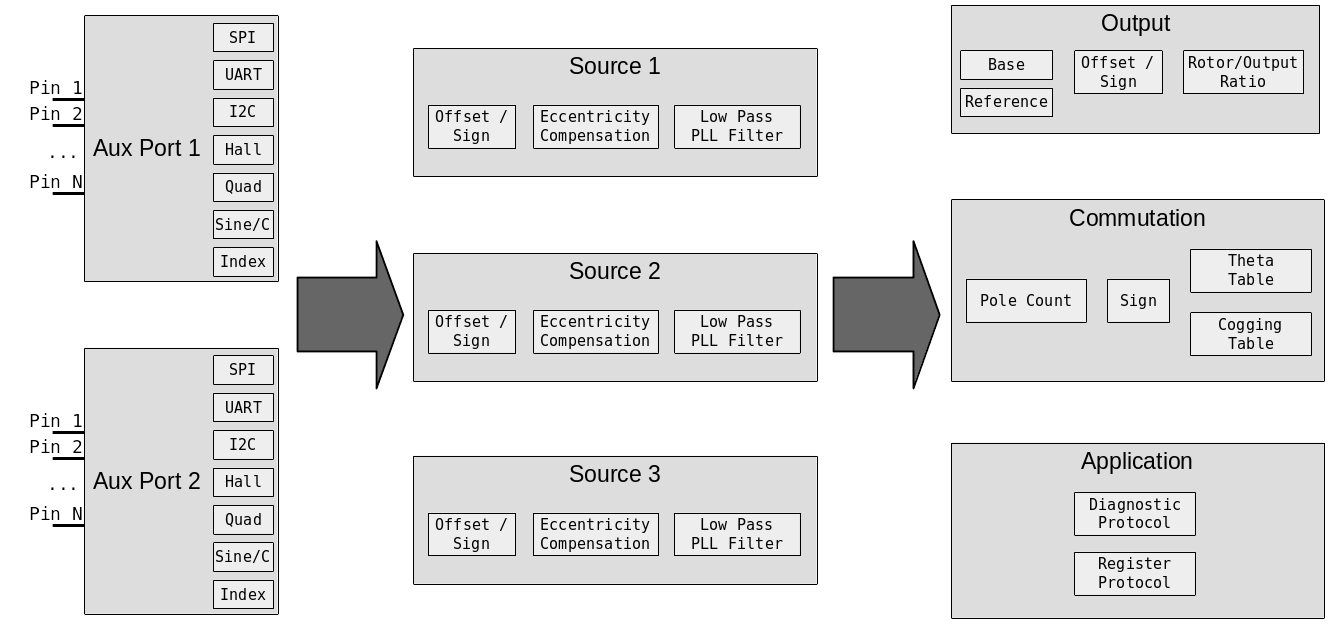 Pin 1
Pin 2
...
Pin N
Aux Port 1
SPI
UART
I2C
Hall
Quad
Sine/C
Index
Pin 1
Pin 2
...
Pin N
Aux Port 2
SPI
UART
I2C
Hall
Quad
Sine/C
Index
Source 1
Offset /
Sign
Eccentricity
Compensation
Low Pass
PLL Filter
Source 2
Offset /
Sign
Eccentricity
Compensation
Low Pass
PLL Filter
Source 3
Offset /
Sign
Eccentricity
Compensation
Low Pass
PLL Filter
Output
Base
Reference
Offset /
Sign
Rotor/Output
Ratio
Commutation
Pole Count
Sign
Theta
Table
Cogging
Table
Application
Diagnostic
Protocol
Register
Protocol